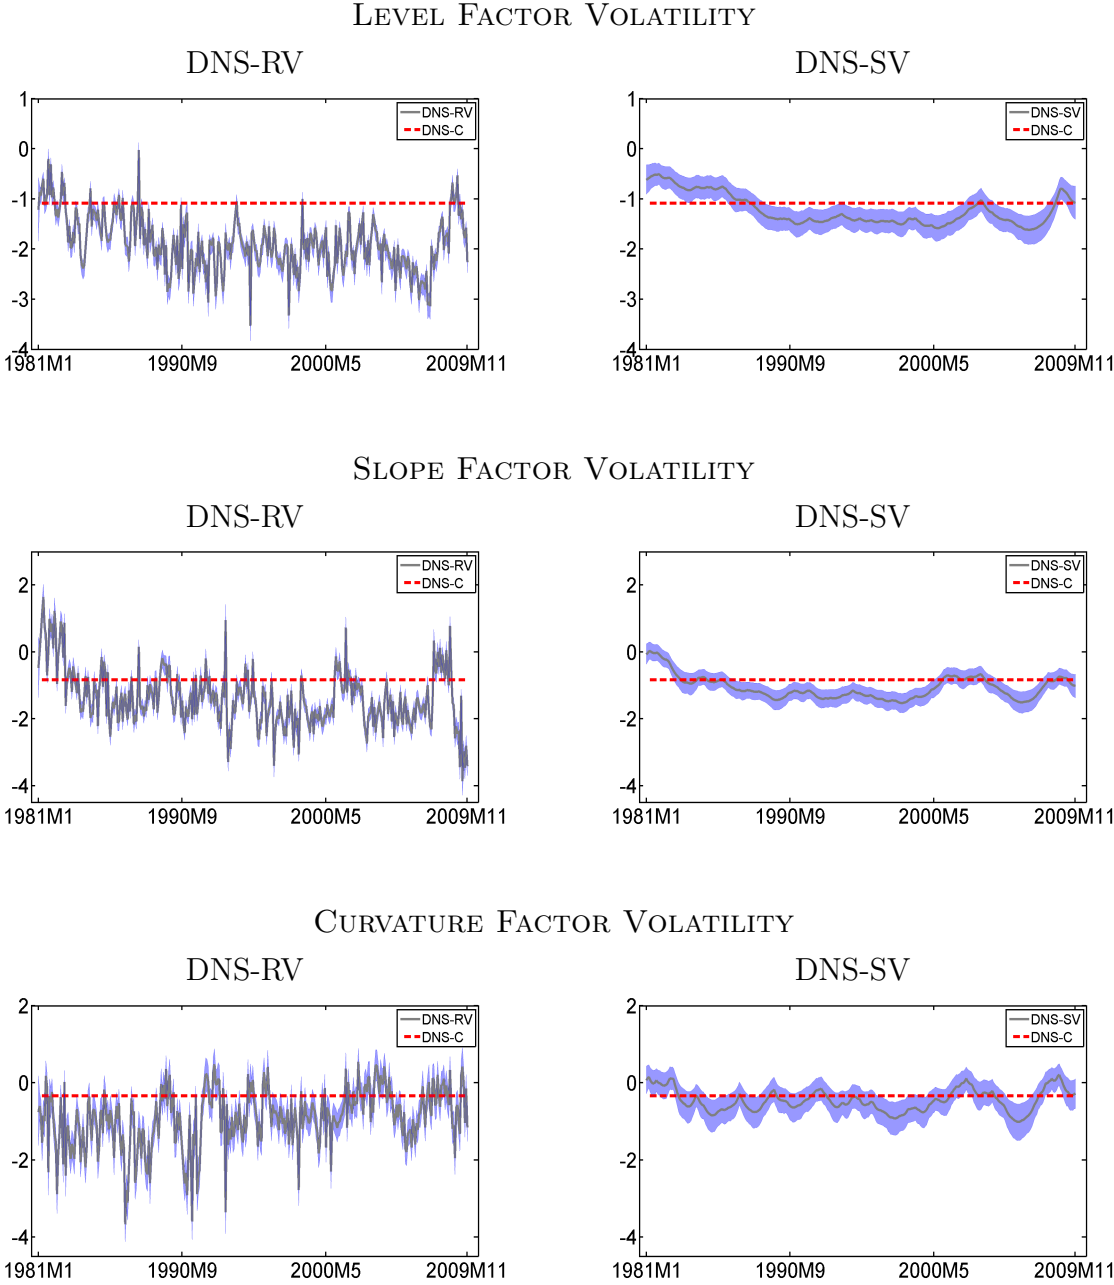 LEVEL FACTOR VOLATILITY
DNS-RV
DNS-SV
1
0
-1
-2
-3
-4
DNS-RV
DNS-C
1981M1 1990M9 2000M5 2009M11
1
0
-1
-2
-3
-4
DNS-SV
DNS-C
1981M1 1990M9 2000M5 2009M11
SLOPE FACTOR VOLATILITY
DNS-RV
DNS-SV
2
0
-2
-4
DNS-RV
DNS-C
1981M1 1990M9 2000M5 2009M11
2
0
-2
-4
DNS-SV
DNS-C
1981M1 1990M9 2000M5 2009M11
CURVATURE FACTOR VOLATILITY
DNS-RV
DNS-SV
2
0
-2
-4
DNS-RV
DNS-C
1981M1 1990M9 2000M5 2009M11
2
0
-2
-4
DNS-SV
DNS-C
1981M1 1990M9 2000M5 2009M11